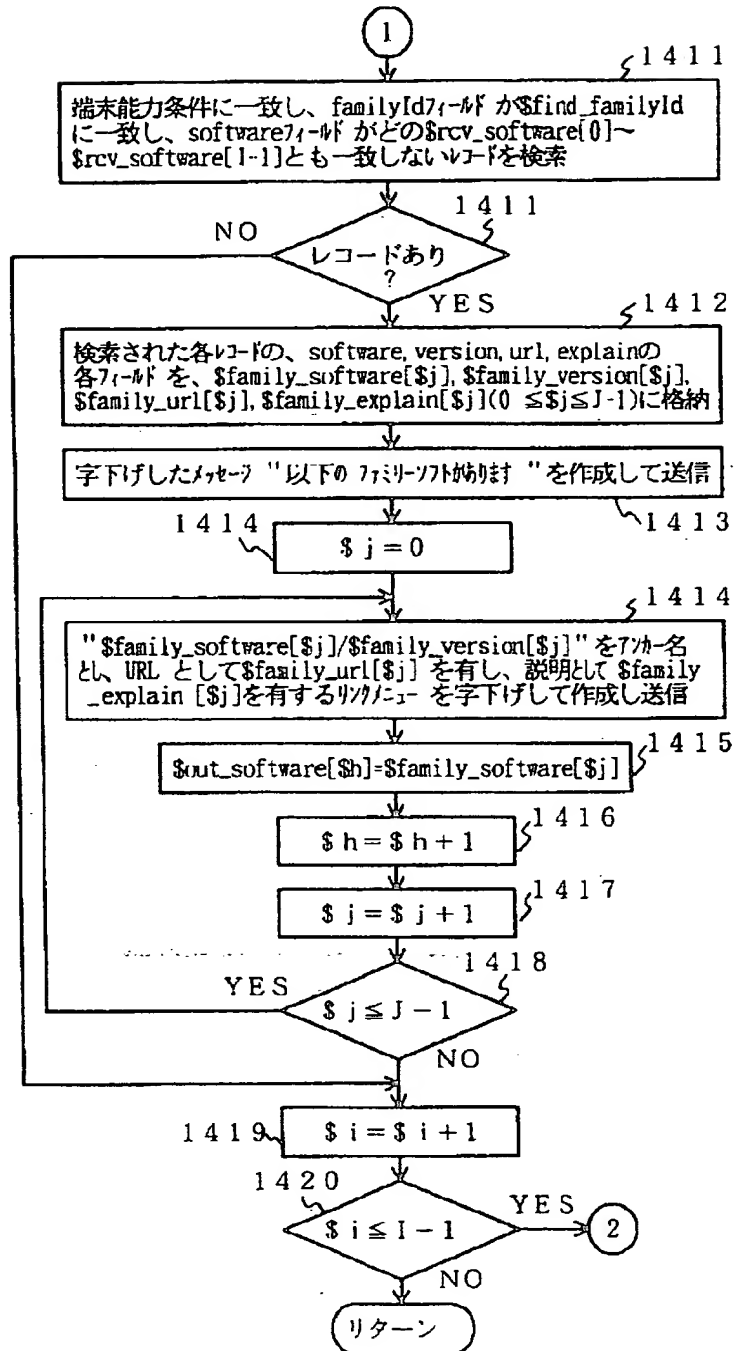 1
1411
端末能力条件に一致し、familyIdフィールド が$find_familyId
に一致し、softwareフィールド がどの$rcv_software[0]～
$rcv_software[I-1]とも一致しないレコードを検索
1411
NO
レコードあり
?
YES
1412
検索された各レコードの、software, version, url, explainの
各フィールド を、$family_software[$j], $family_version[$j],
$family_url[$j], $family_explain[$j](0 ≦$j≦J-1)に格納
字下げしたメッセージ "以下の ファミリーソフトがあります "を作成して送信
1413
1414
$ j = 0
1414
"$family_software[$j]/$family_version[$j]" をアンカー名
とし、URL として$family_url[$j] を有し、説明として $family
_explain [$j]を有するリンクメニュー を字下げして作成し送信
1415
$out_software[$h]=$family_software[$j]
1416
$ h = $ h + 1
1417
$ j = $ j + 1
1418
YES
$ j ≦ J - 1
NO
1419
$ i = $ i + 1
1420
YES
$ i ≦ I - 1
2
NO
リターン